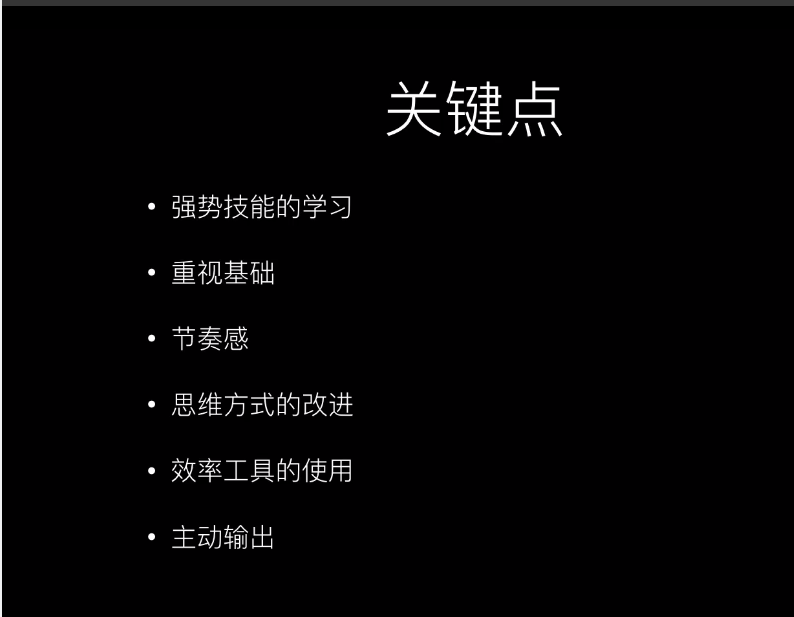 关键点
• 强势技能的学习
• 重视基础
• 节奏感
• 思维方式的改进
• 效率工具的使用
• 主动输出